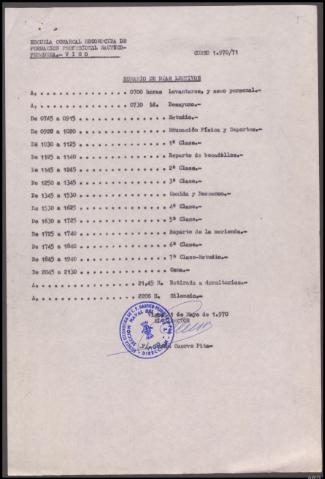 ESCUELA COMARCAL RECONOCIDA DE
FORMACION PROFESIONAL NAUTICO-
PESQUERA.- V I G O
CURSO 1.970/71
HORARIO DE DIAS LECTIVOS
A, . . . . . . . . . . . . . . . 0700 horas Levantarse, y aseo personal.-
A, . . . . . . . . . . . . . . . 0730 id. Desayuno.-
De 0745 a 0915 . . . . . . . . . . . . . . . Estudio.-
De 0920 a 1020 . . . . . . . . . . . . . . . Educación Física y Deportes.-
De 1030 a 1125 . . . . . . . . . . . . . . . 1ª Clase.-
De 1125 a 1140 . . . . . . . . . . . . . . . Reparto de bocadillos.-
De 1145 a 1245 . . . . . . . . . . . . . . . 2ª Clase.-
De 1250 a 1345 . . . . . . . . . . . . . . . 3ª Clase.-
De 1345 a 1530 . . . . . . . . . . . . . . . Comida y Descanso.-
De 1530 a 1625 . . . . . . . . . . . . . . . 4ª Clase.-
De 1630 a 1725 . . . . . . . . . . . . . . . 5ª Clase.-
De 1725 a 1740 . . . . . . . . . . . . . . . Reparto de la merienda.-
De 1745 a 1840 . . . . . . . . . . . . . . . 6ª Clase.-
De 1845 a 1940 . . . . . . . . . . . . . . . 7ª Clase-Estudio.-
De 2045 a 2130 . . . . . . . . . . . . . . . Cena.-
A, . . . . . . . . . . . . . . . 21,45 H. Retirada a dormitorios.-
A, . . . . . . . . . . . . . . . 2200 H. Silencio.-
de Mayo de 1.970
DIRECTOR
Cuervo Pita-